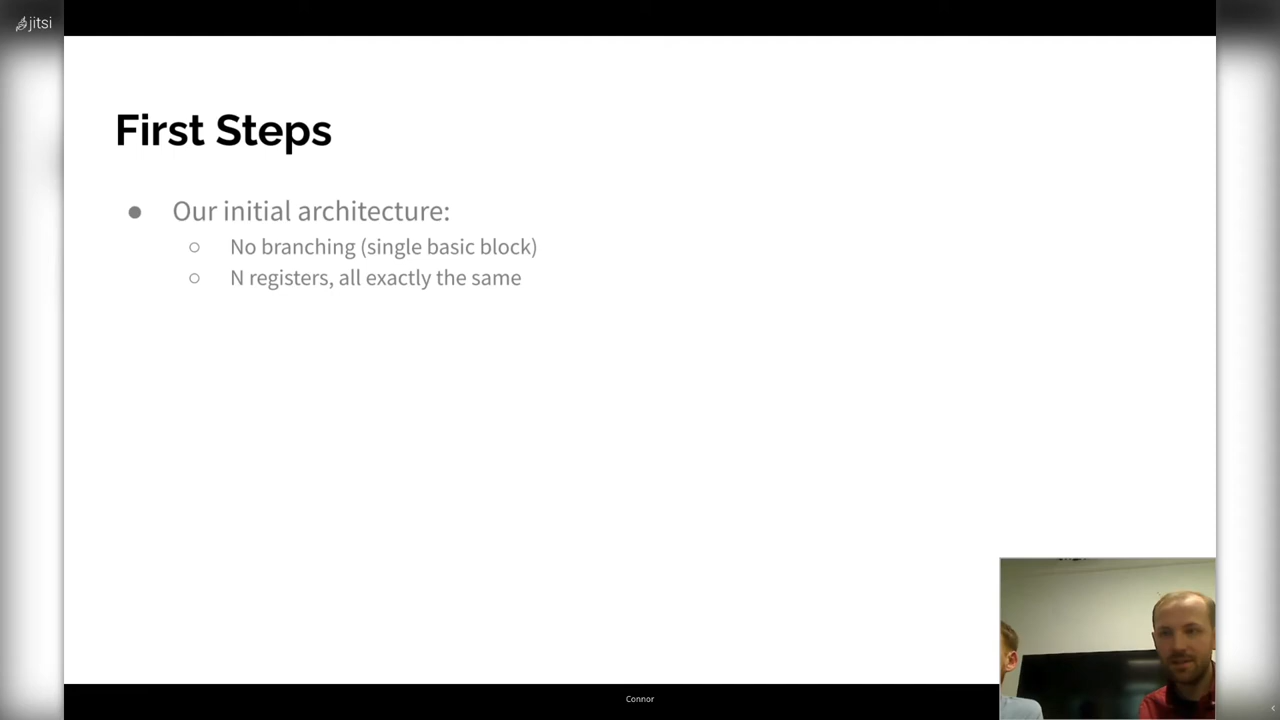 jitsi
First Steps
● Our initial architecture:
○ No branching (single basic block)
○ N registers, all exactly the same
Connor